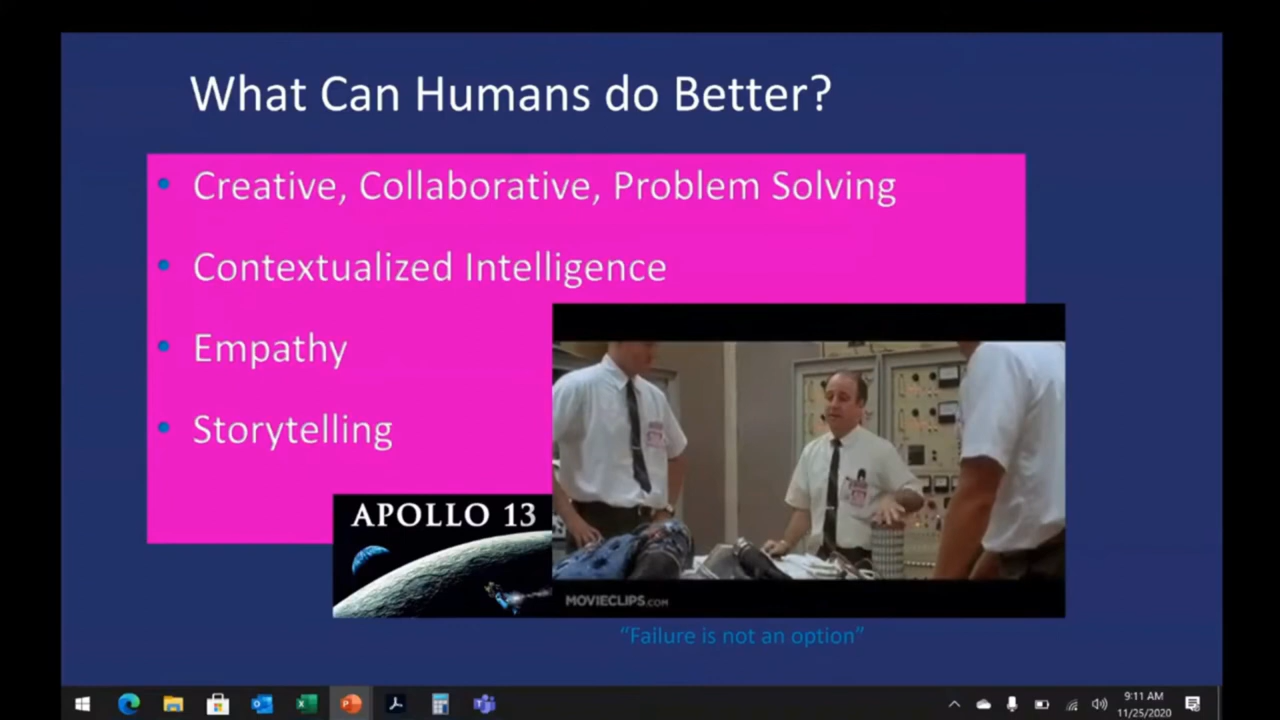 What Can Humans do Better?
• Creative, Collaborative, Problem Solving
• Contextualized Intelligence
• Empathy
• Storytelling
APOLLO 13
MOVIECLIPS.COM
“Failure is not an option”
9:11 AM
11/25/2020